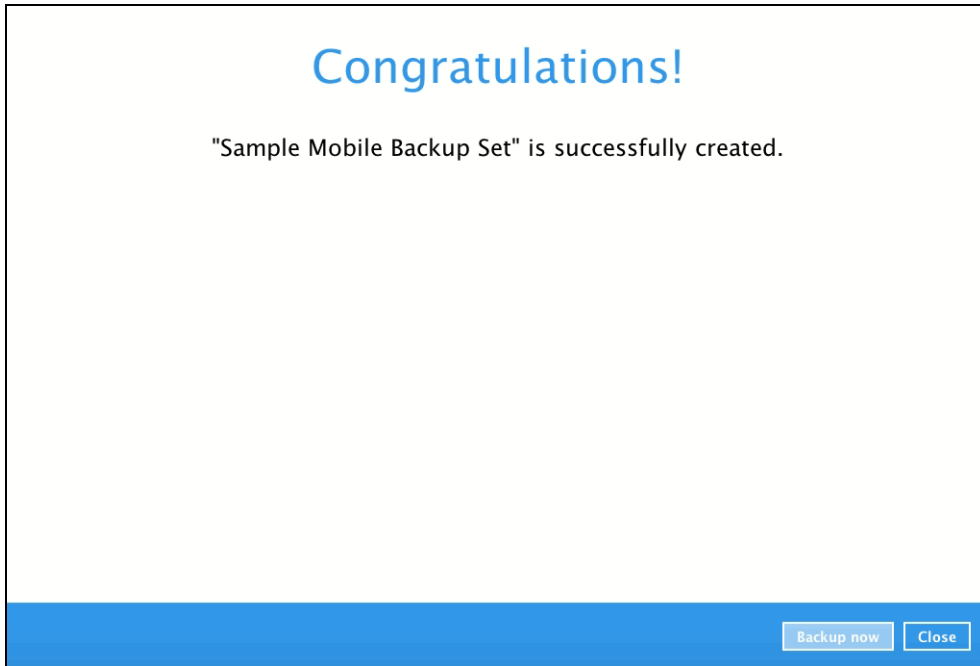 Congratulations!
"Sample Mobile Backup Set" is successfully created.
Backup now
Close